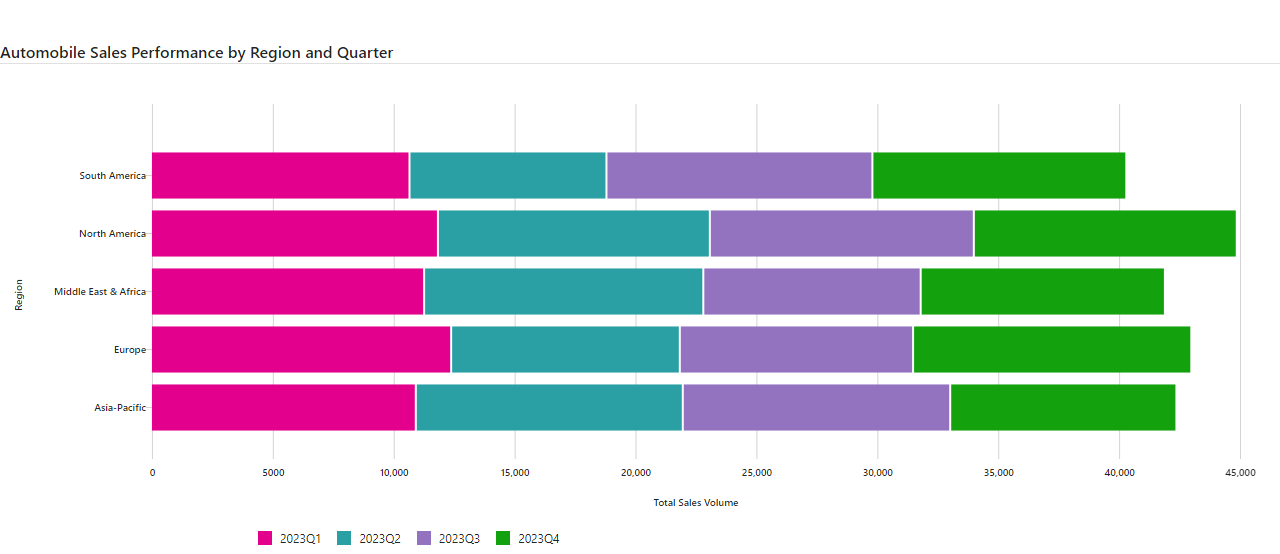 Automobile Sales Performance by Region and Quarter
South America
North America
Middle East & Africa
Europe
Asia-Pacific
Region
0 5000 10,000 15,000 20,000 25,000 30,000 35,000 40,000 45,000
Total Sales Volume
2023Q1 2023Q2 2023Q3 2023Q4